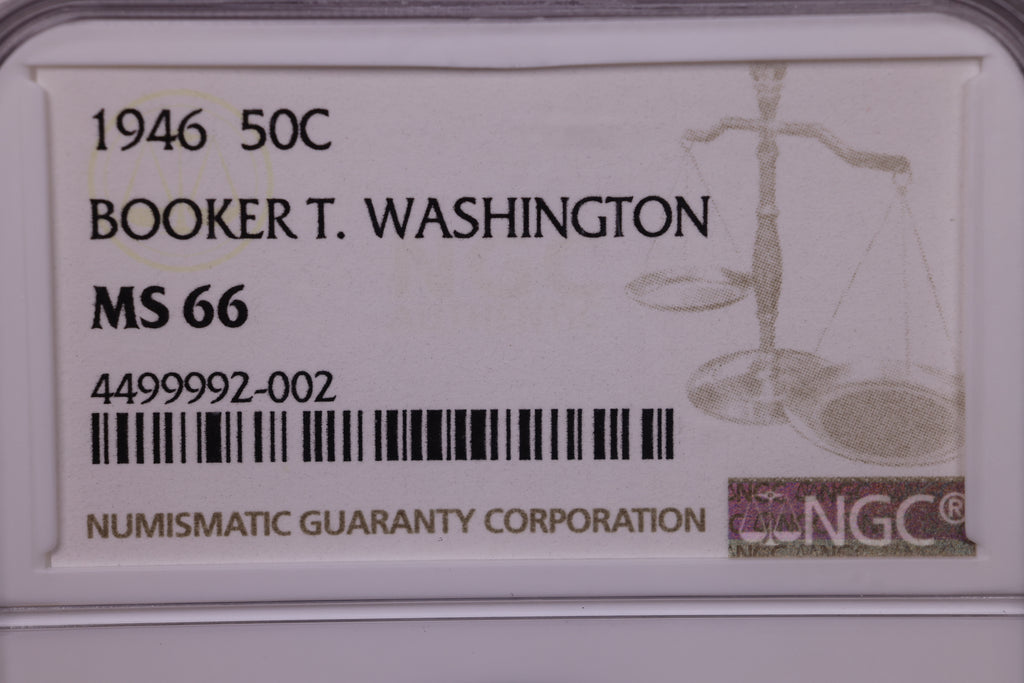 1946 50C
BOOKER T. WASHINGTON
MS 66
4499992-002
NUMISMATIC GUARANTY CORPORATION
NGC®